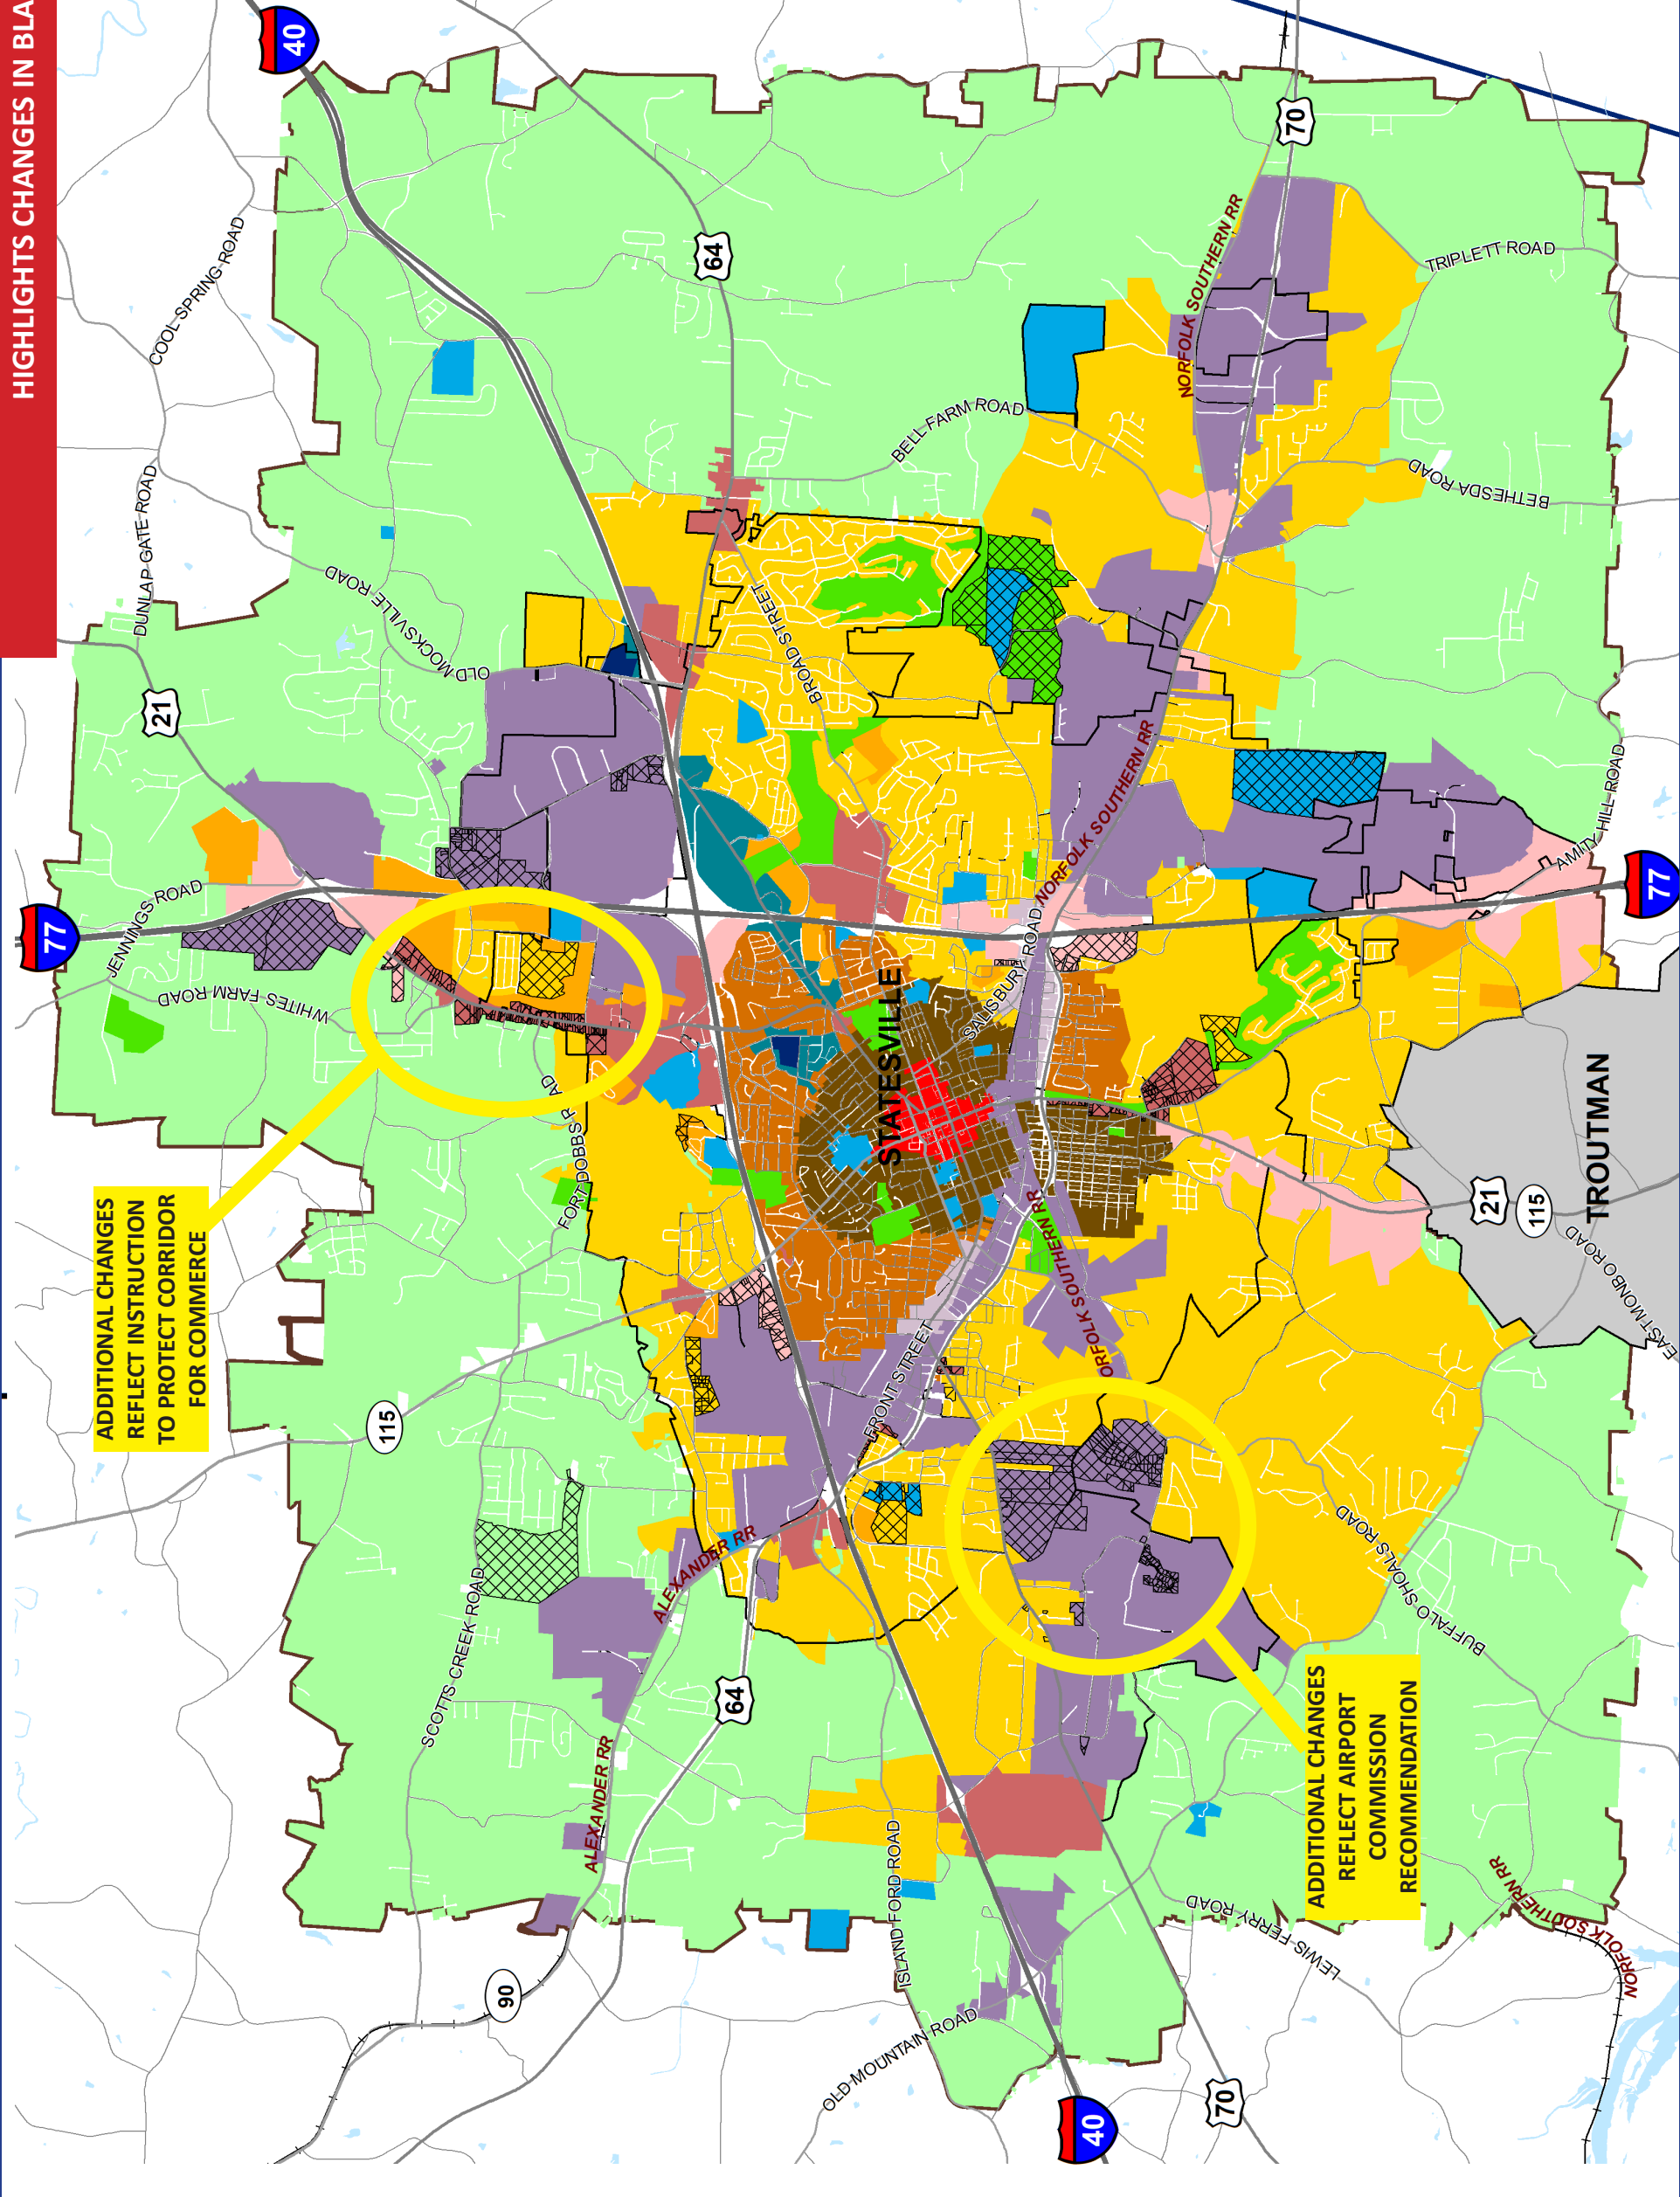 HIGHLIGHTS CHANGES IN BLA
ADDITIONAL CHANGES
REFLECT INSTRUCTION
TO PROTECT CORRIDOR
FOR COMMERCE
ADDITIONAL CHANGES
REFLECT AIRPORT
COMMISSION
RECOMMENDATION
40
COOL SPRING ROAD
DUNLAP GATE ROAD
21
OLD MOCKSVILLE ROAD
77
JENNINGS ROAD
WHITES FARM ROAD
FORT DOBBS ROAD
115
SCOTTS CREEK ROAD
ALEXANDER RR
ALEXANDER RR
64
90
64
BELL FARM ROAD
BROAD STREET
STATESVILLE
SALISBURY ROAD
FRONT STREET
ISLAND FORD ROAD
OLD MOUNTAIN ROAD
40
70
NORFOLK SOUTHERN RR
70
TRIPLETT ROAD
BETHESDA ROAD
NORFOLK SOUTHERN RR
NORFOLK SOUTHERN RR
ORFOLK SOUTHERN RR
AMITY HILL ROAD
77
TROUTMAN
21
115
EAST MONBO ROAD
BUFFALO SHOALS ROAD
LEWIS FERRY ROAD
NORFOLK SOUTHERN RR